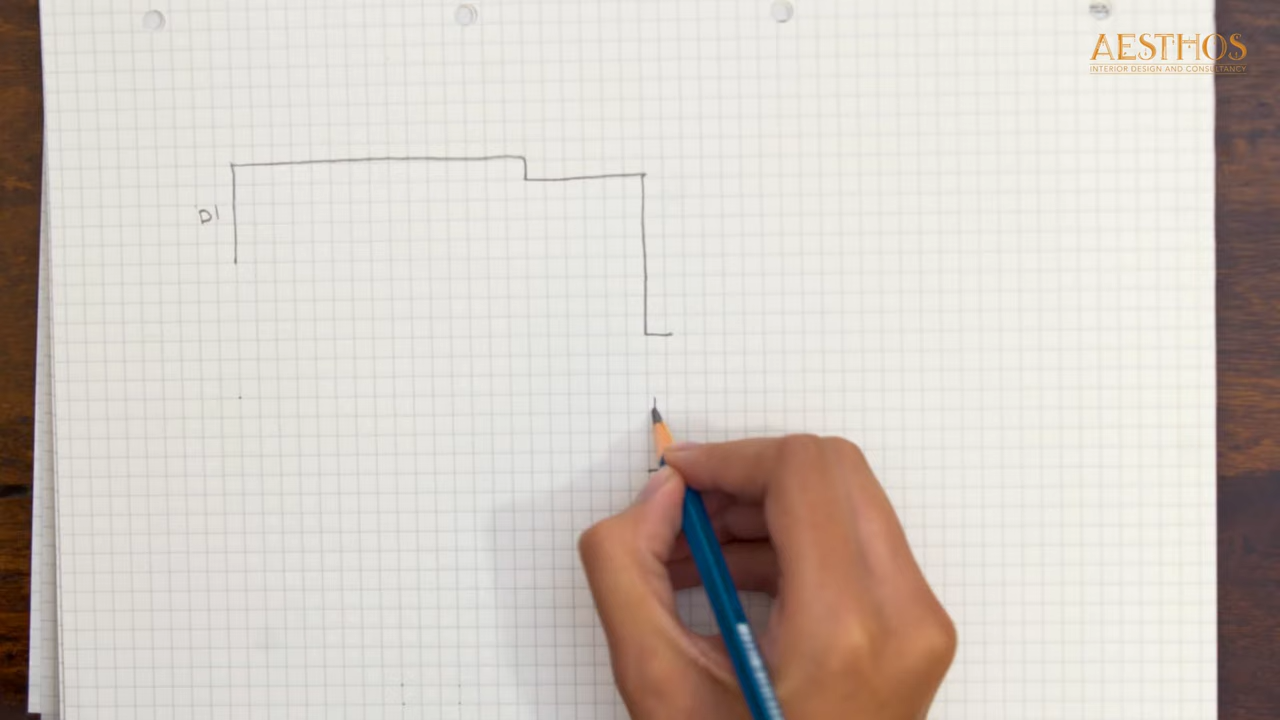 AESTHOS
INTERIOR DESIGN AND CONSULTANCY
D1